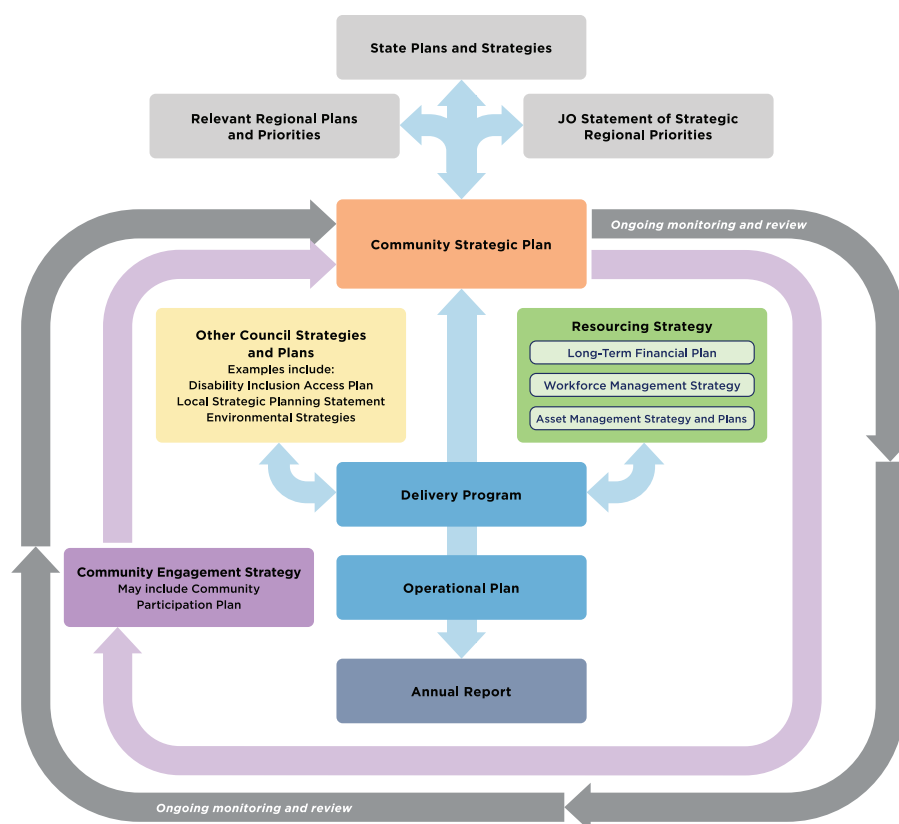 State Plans and Strategies
Relevant Regional Plans
and Priorities
JO Statement of Strategic
Regional Priorities
Community Strategic Plan
Ongoing monitoring and review
Other Council Strategies
and Plans
Examples include:
Disability Inclusion Access Plan
Local Strategic Planning Statement
Environmental Strategies
Resourcing Strategy
Long-Term Financial Plan
Workforce Management Strategy
Asset Management Strategy and Plans
Delivery Program
Community Engagement Strategy
May include Community
Participation Plan
Operational Plan
Annual Report
Ongoing monitoring and review